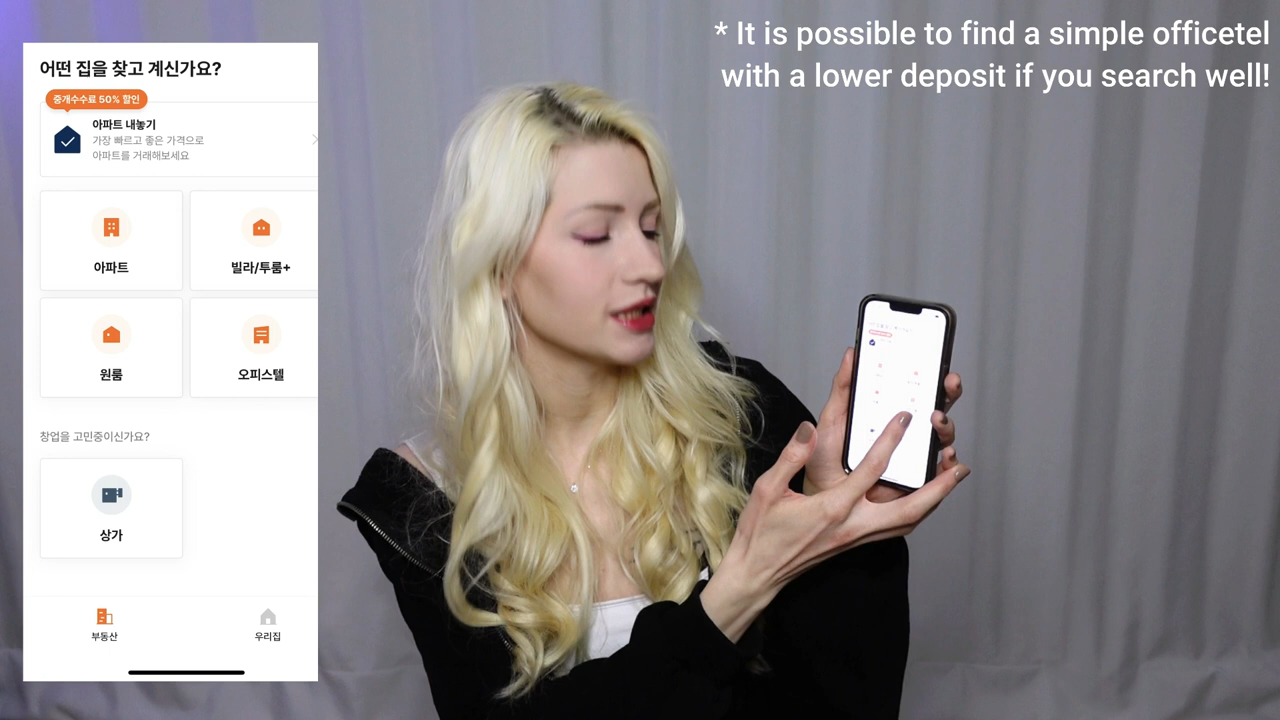 * It is possible to find a simple officetel
with a lower deposit if you search well!
어떤 집을 찾고 계신가요?
중개수수료 50% 할인
아파트 내놓기
가장 빠르고 좋은 가격으로
아파트를 거래해보세요
아파트
빌라/투룸+
원룸
오피스텔
창업을 고민중이신가요?
상가
부동산
우리집